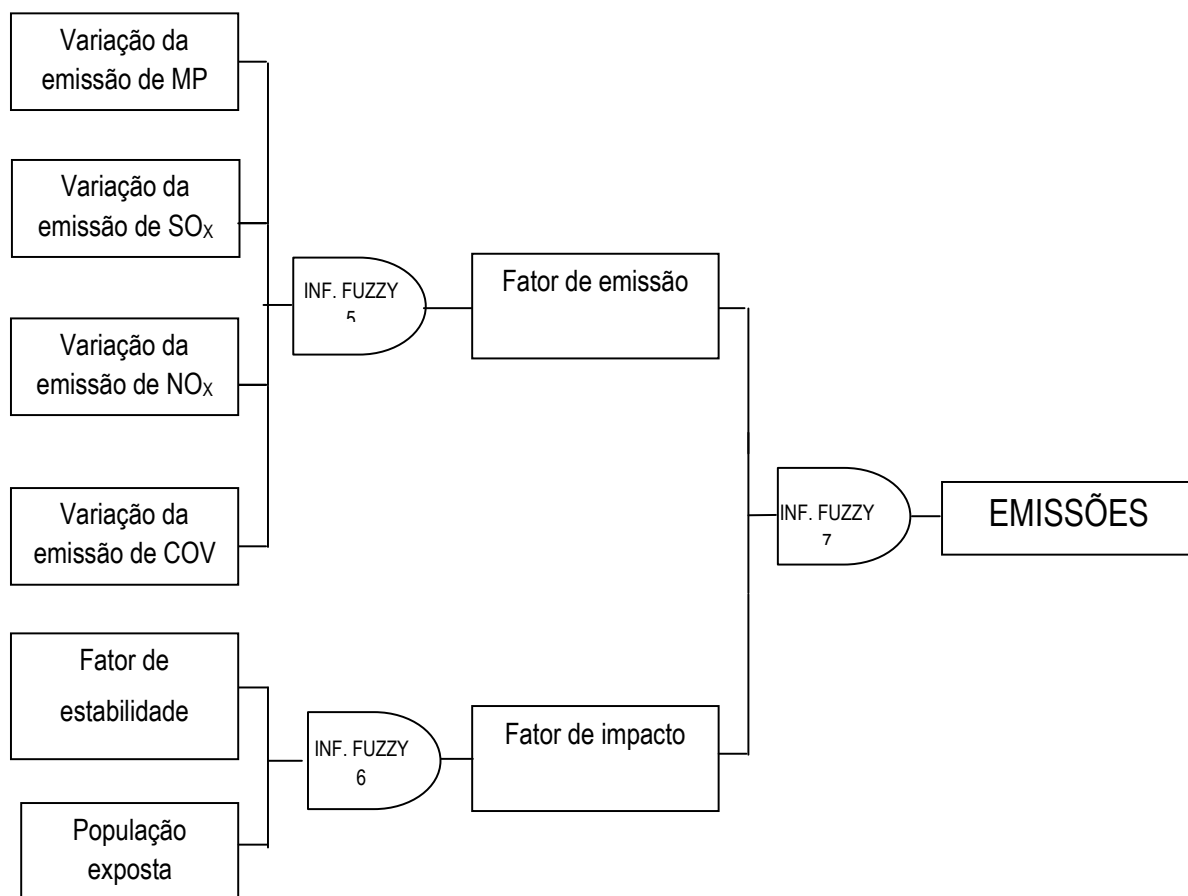 Variação da
emissão de MP
Variação da
emissão de SOX
Variação da
emissão de NOX
Variação da
emissão de COV
INF. FUZZY
5
Fator de emissão
Fator de
estabilidade
População
exposta
INF. FUZZY
6
Fator de impacto
INF. FUZZY
7
EMISSÕES